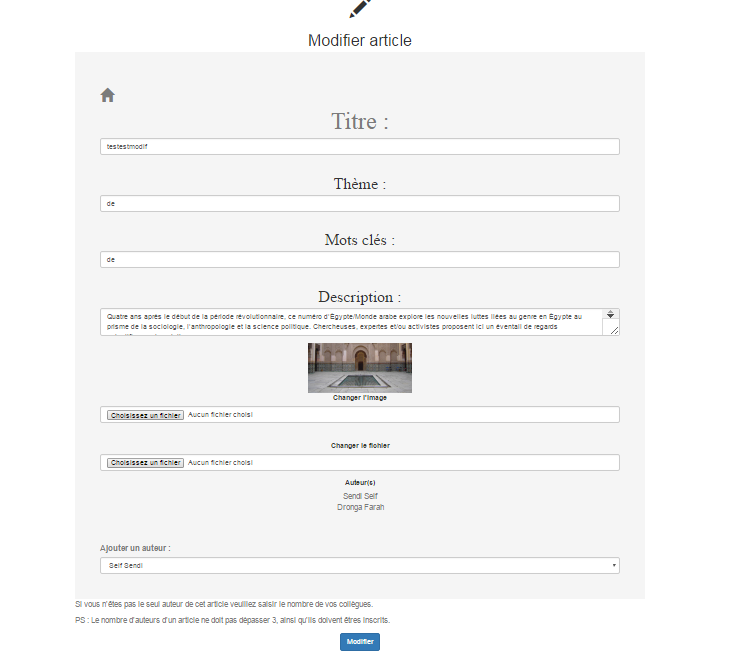 Modifier article
Titre :
testestmodif
Thème :
de
Mots clés :
de
Description :
Quatre ans après le début de la période révolutionnaire, ce numéro d'Égypte/Monde arabe explore les nouvelles luttes liées au genre en Égypte au
prisme de la sociologie, l'anthropologie et la science politique. Chercheuses, expertes et/ou activistes proposent ici un éventail de regards
Changer l'image
Choisissez un fichier Aucun fichier choisi
Changer le fichier
Choisissez un fichier Aucun fichier choisi
Auteur(s)
Sendi Seif
Dronga Farah
Ajouter un auteur :
Seif Sendi
Si vous n'êtes pas le seul auteur de cet article veuillez saisir le nombre de vos collègues.
PS : Le nombre d'auteurs d'un article ne doit pas dépasser 3, ainsi qu'ils doivent êtres inscrits.
Modifier